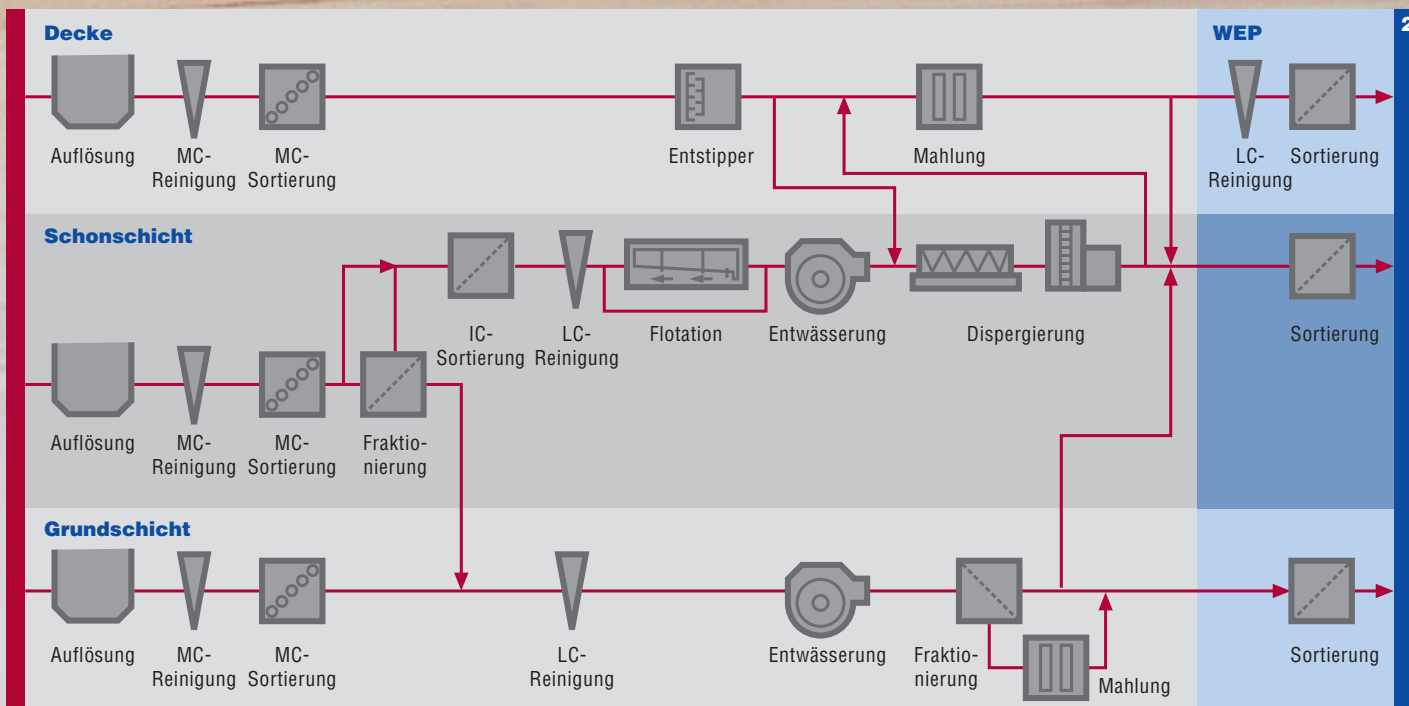 Decke
WEP
2
Auflösung
MC-
Reinigung
MC-
Sortierung
Entstipper
Mahlung
LC-
Reinigung
Sortierung
Schonschicht
IC-
Sortierung
LC-
Reinigung
Flotation
Entwässerung
Dispergierung
Sortierung
Auflösung
MC-
Reinigung
MC-
Sortierung
Fraktio-
nierung
Grundschicht
Auflösung
MC-
Reinigung
MC-
Sortierung
LC-
Reinigung
Entwässerung
Fraktio-
nierung
Mahlung
Sortierung